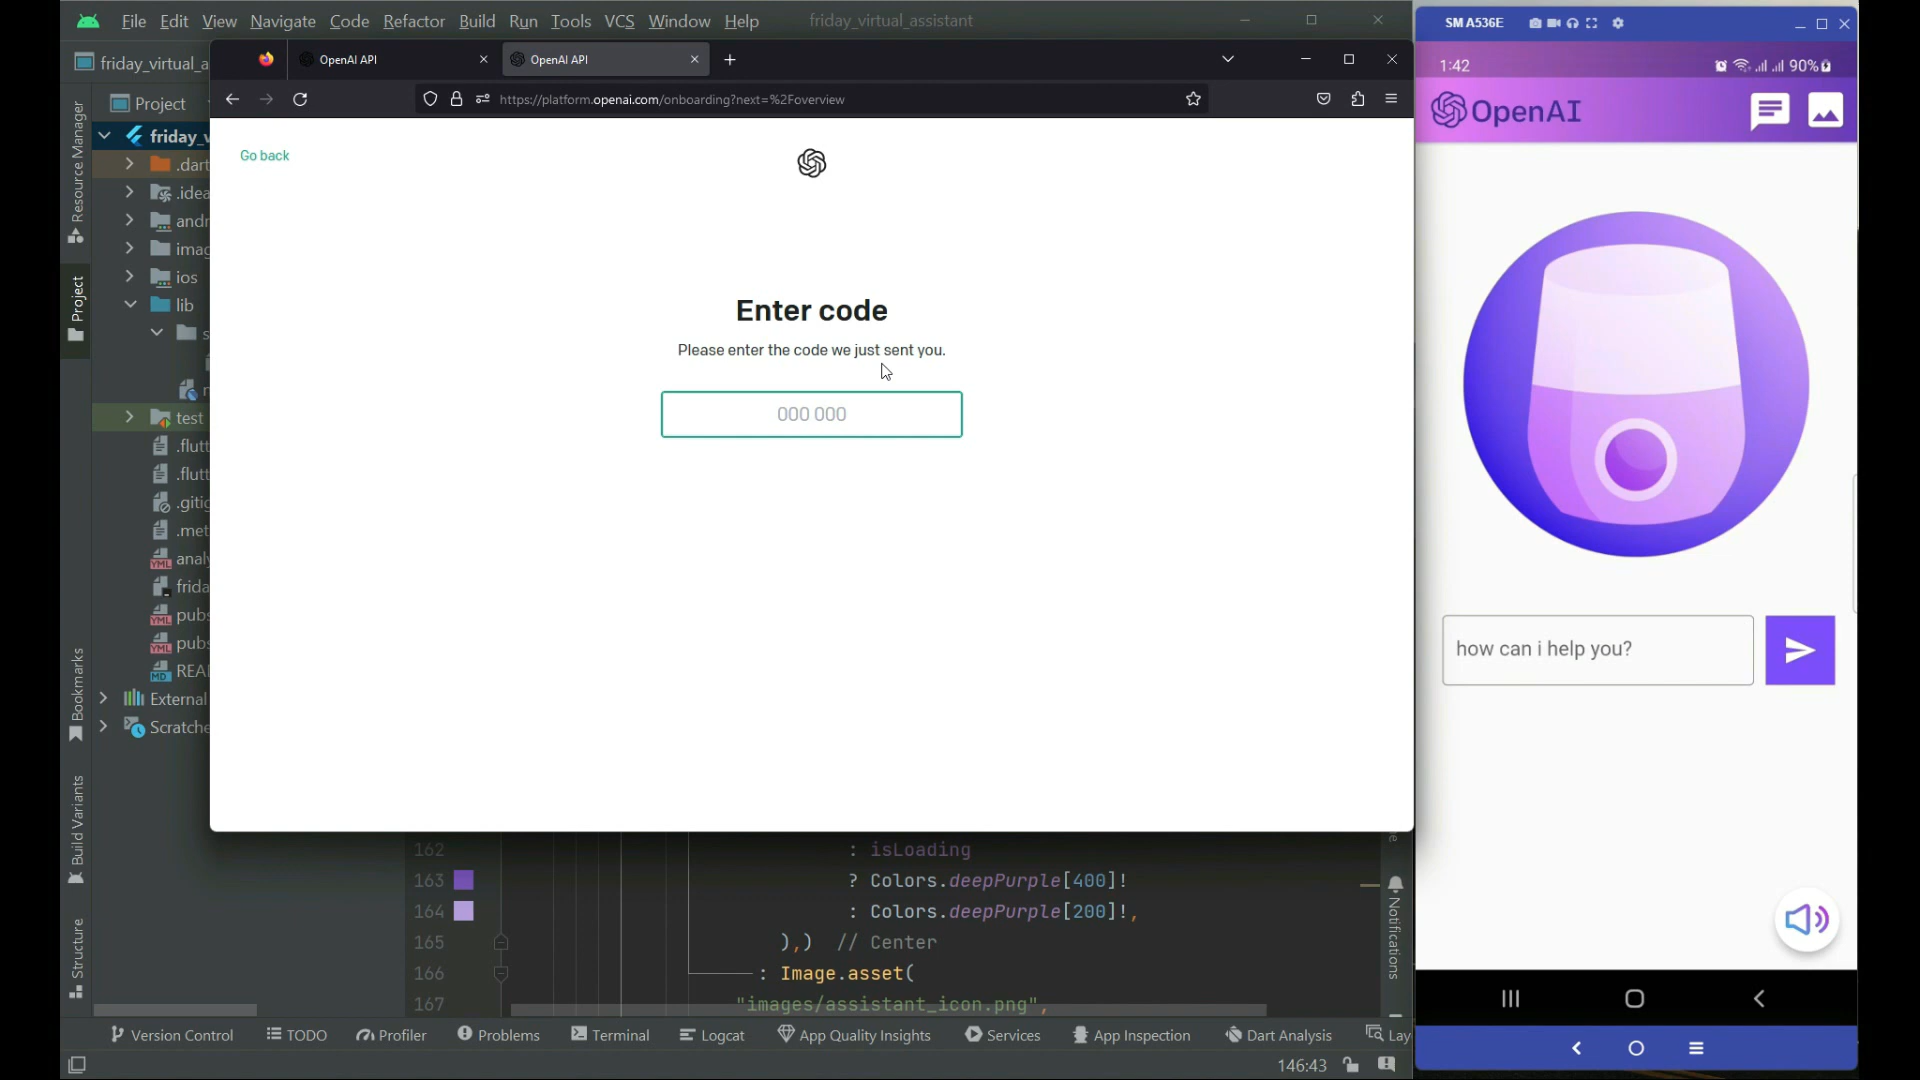 File Edit View Navigate Code Refactor Build Run Tools VCS Window Help friday_virtual_assistant
friday_virtual_a
OpenAI API
OpenAI API
https://platform.openai.com/onboarding?next=%2Foverview
Resource Manager
Project
Bookmarks
Build Variants
Structure
Project
friday_v
.dart
.idea
andr
imag
ios
lib
s
test
.flutt
.flutt
.gitig
.met
analy
frida
pubs
pubs
REAI
External
Scratche
Go back
Enter code
Please enter the code we just sent you.
000 000
162 : isLoading
163 ? Colors.deepPurple[400]!
164 : Colors.deepPurple[200]!,
165 ),) // Center
166 : Image.asset(
167 "images/assistant_icon.png",
Notifications
Version Control TODO Profiler Problems Terminal Logcat App Quality Insights Services App Inspection Dart Analysis Lay
146:43
SM A536E
1:42 90%
OpenAI
how can i help you?